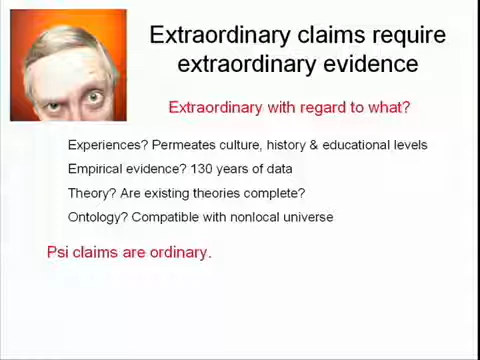 Extraordinary claims require
extraordinary evidence
Extraordinary with regard to what?
Experiences? Permeates culture, history & educational levels
Empirical evidence? 130 years of data
Theory? Are existing theories complete?
Ontology? Compatible with nonlocal universe
Psi claims are ordinary.